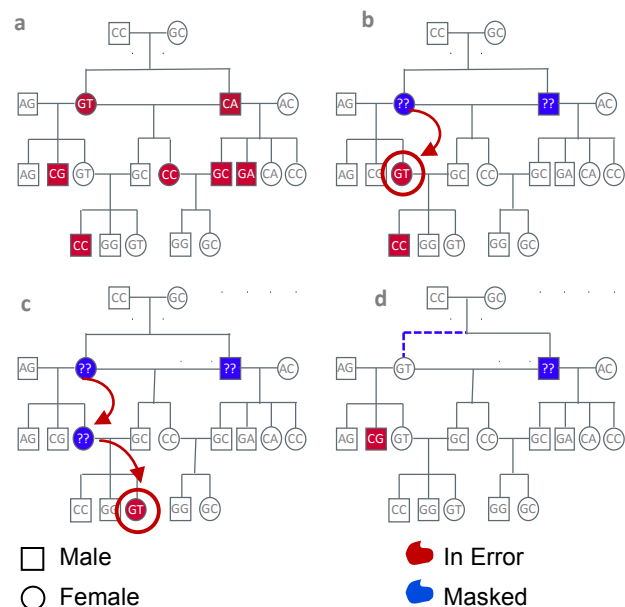 a
b
CC GC
CC GC
AG GT CA AC
AG ?? ?? AC
AG CG GT GC CC GC GA CA CC
AG CG GT GC CC GC GA CA CC
CC GG GT GG GC
CC GG GT GG GC
c
d
CC GC
CC GC
AG ?? ?? AC
AG GT ?? AC
AG CG ?? GC CC GC GA CA CC
AG CG GT GC CC GC GA CA CC
CC GG GT GG GC
CC GG GT GG GC
Male
In Error
Female
Masked